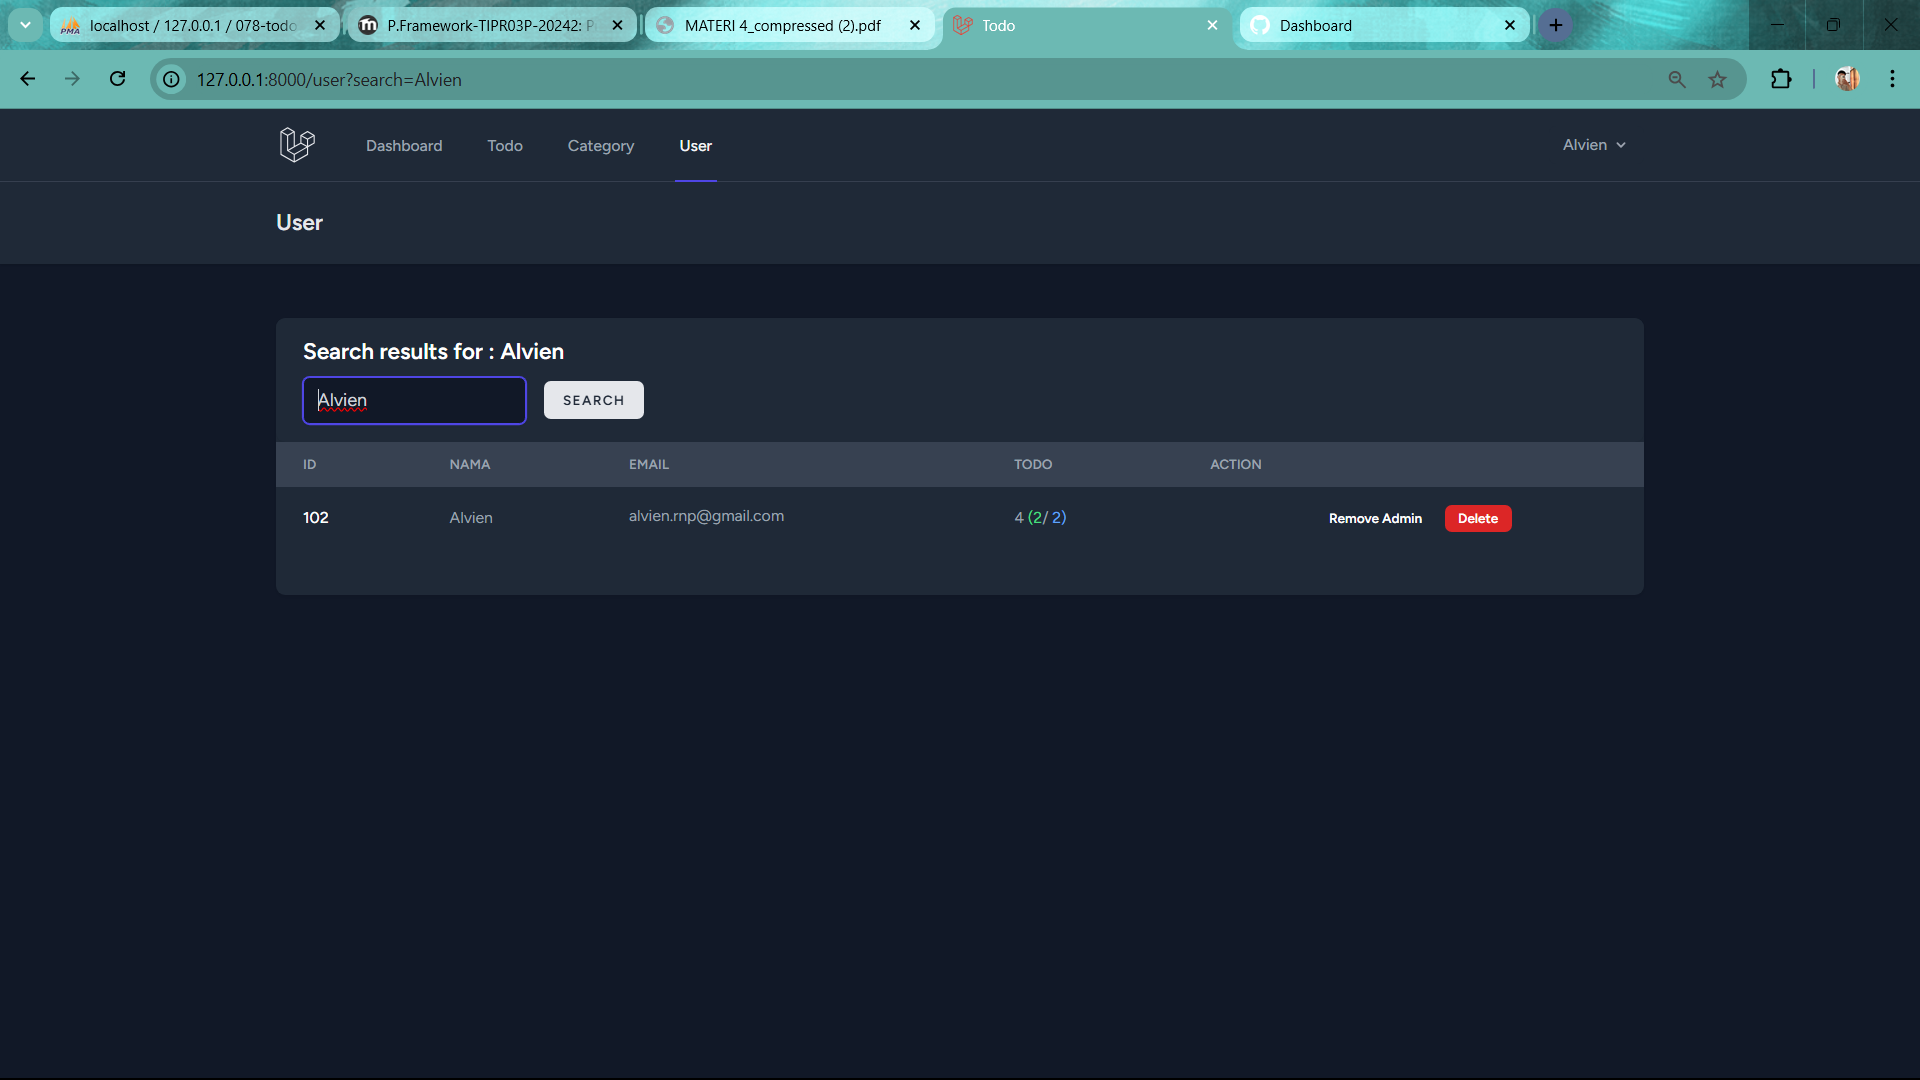 localhost / 127.0.0.1 / 078-todo
P.Framework-TIPR03P-20242: P
MATERI 4_compressed (2).pdf
Todo
Dashboard
127.0.0.1:8000/user?search=Alvien
Dashboard
Todo
Category
User
Alvien
User
Search results for : Alvien
Alvien
SEARCH
ID NAMA EMAIL TODO ACTION
102 Alvien alvien.rnp@gmail.com 4 (2/ 2) Remove Admin Delete